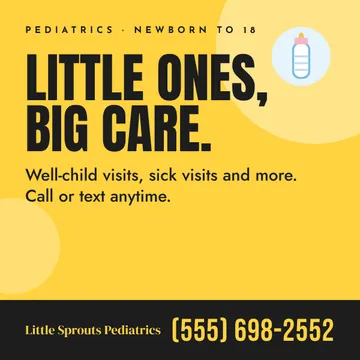 PEDIATRICS · NEWBORN TO 18
LITTLE ONES,
BIG CARE.
Well-child visits, sick visits and more.
Call or text anytime.
Little Sprouts Pediatrics (555) 698-2552